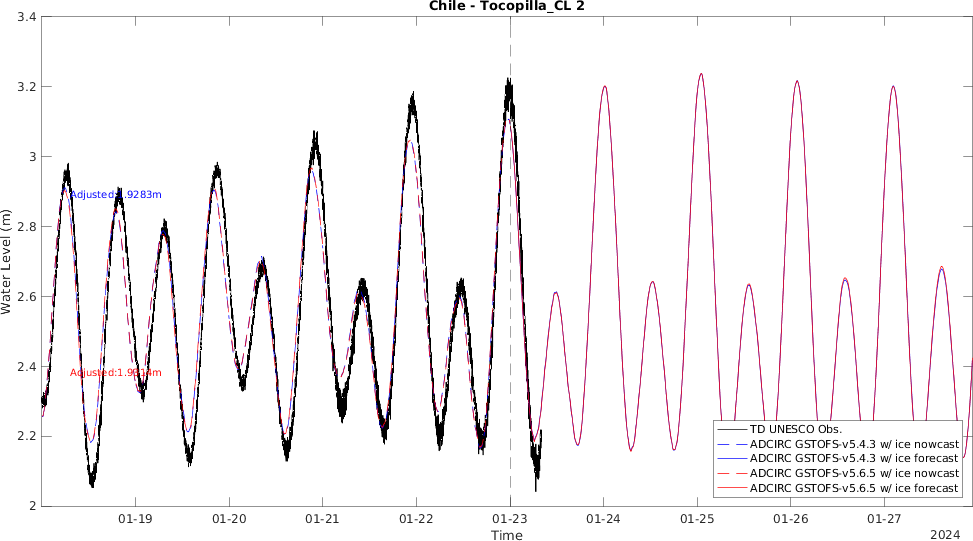 Chile - Tocopilla_CL 2
Water Level (m)
3.4
3.2
3
2.8
2.6
2.4
2.2
2
Adjusted:1.9283m
TD UNESCO Obs.
ADCIRC GSTOFS-v5.4.3 w/ ice nowcast
ADCIRC GSTOFS-v5.4.3 w/ ice forecast
ADCIRC GSTOFS-v5.6.5 w/ ice nowcast
ADCIRC GSTOFS-v5.6.5 w/ ice forecast
01-19
01-20
01-21
01-22
01-23
01-24
01-25
01-26
01-27
Time
2024